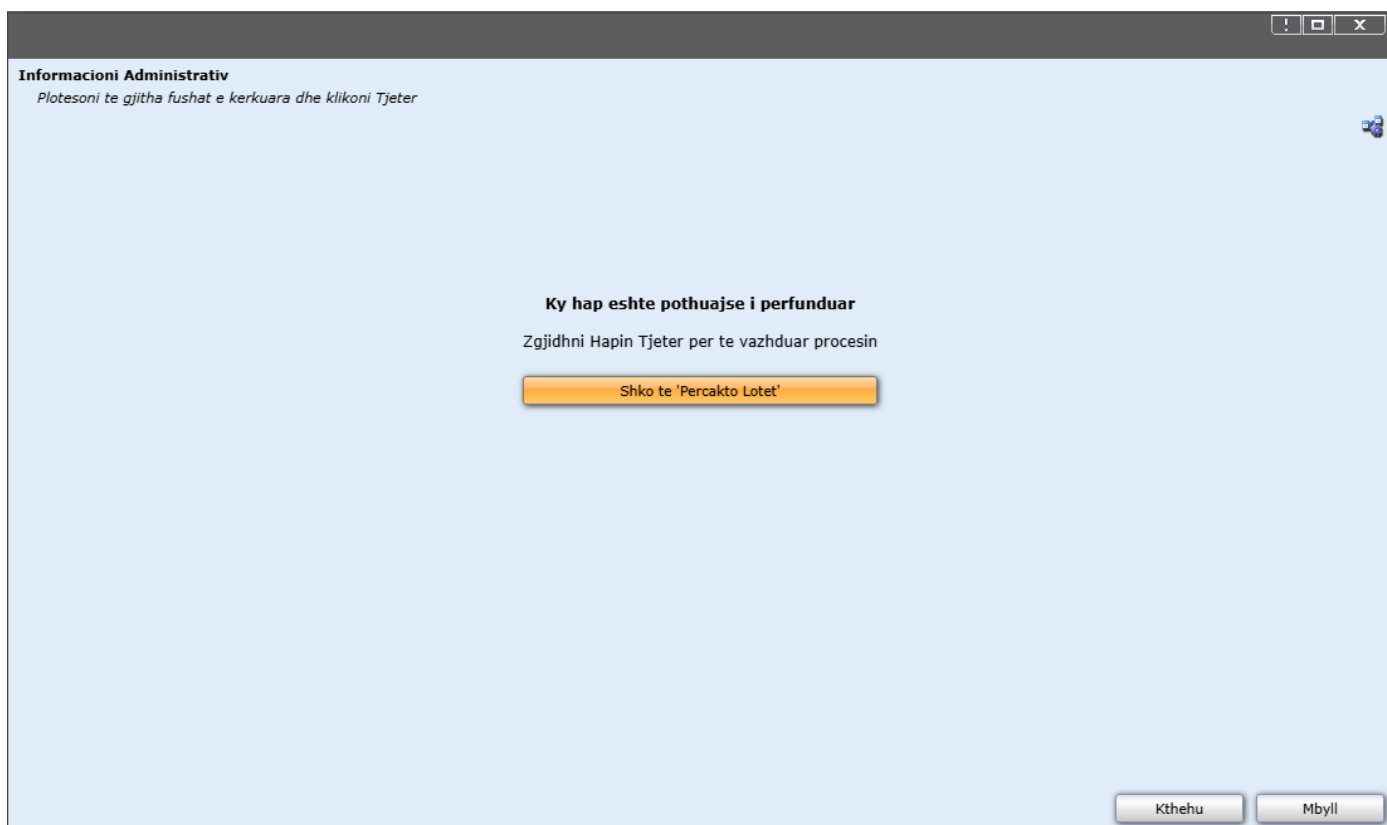 Informacioni Administrativ
Plotesoni te gjitha fushat e kerkuara dhe klikoni Tjeter
Ky hap eshte pothuajse i perfunduar
Zgjidhni Hapin Tjeter per te vazhduar procesin
Shko te 'Percakto Lotet'
Kthehu Mbyll